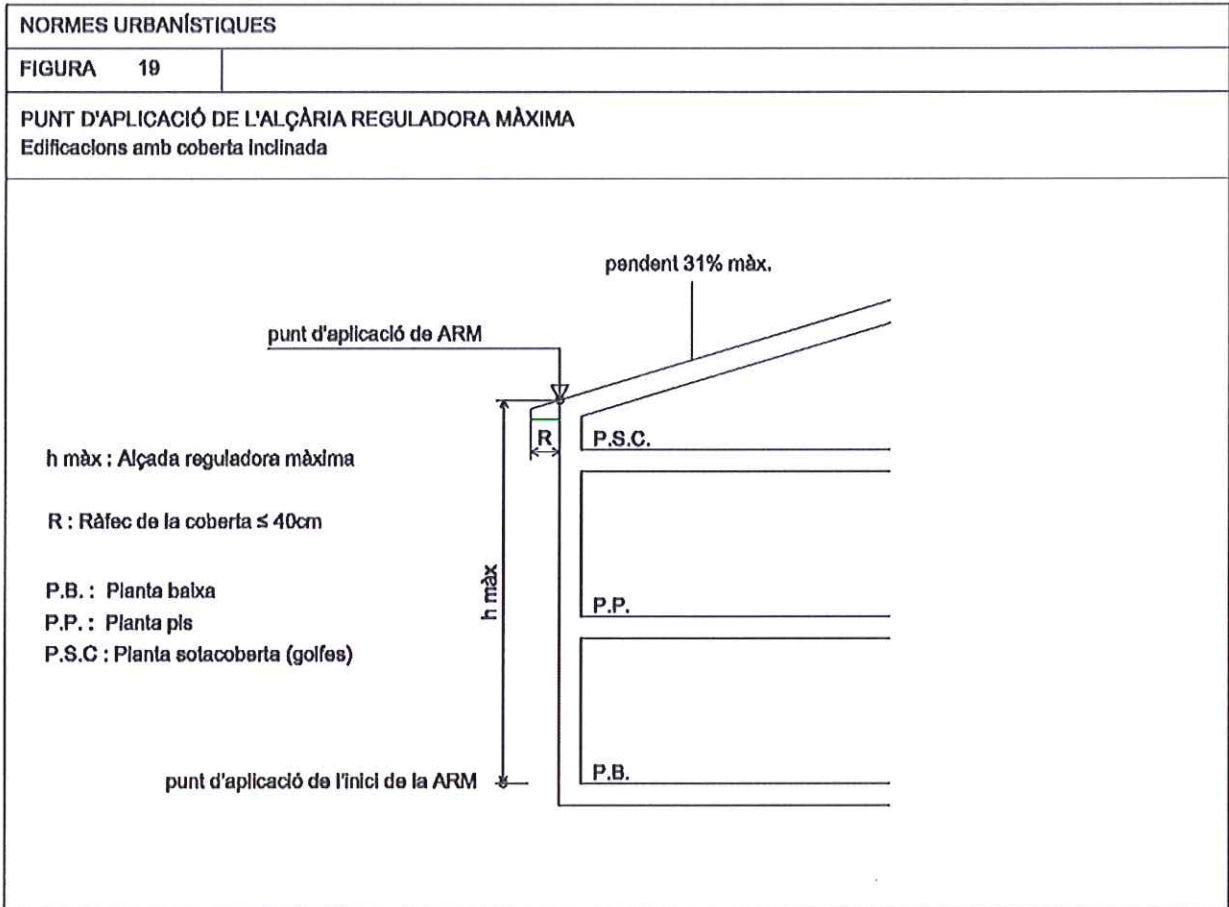 NORMES URBANÍSTIQUES
FIGURA 19
PUNT D'APLICACIÓ DE L'ALÇÀRIA REGULADORA MÀXIMA
Edificacions amb coberta inclinada
pendent 31% màx.
punt d'aplicació de ARM
R
P.S.C.
h màx : Alçada reguladora màxima
R : Ràfec de la coberta ≤ 40cm
h màx
P.B. : Planta baixa
P.P. : Planta pis
P.S.C : Planta sotacoberta (golfes)
P.P.
punt d'aplicació de l'inici de la ARM
P.B.